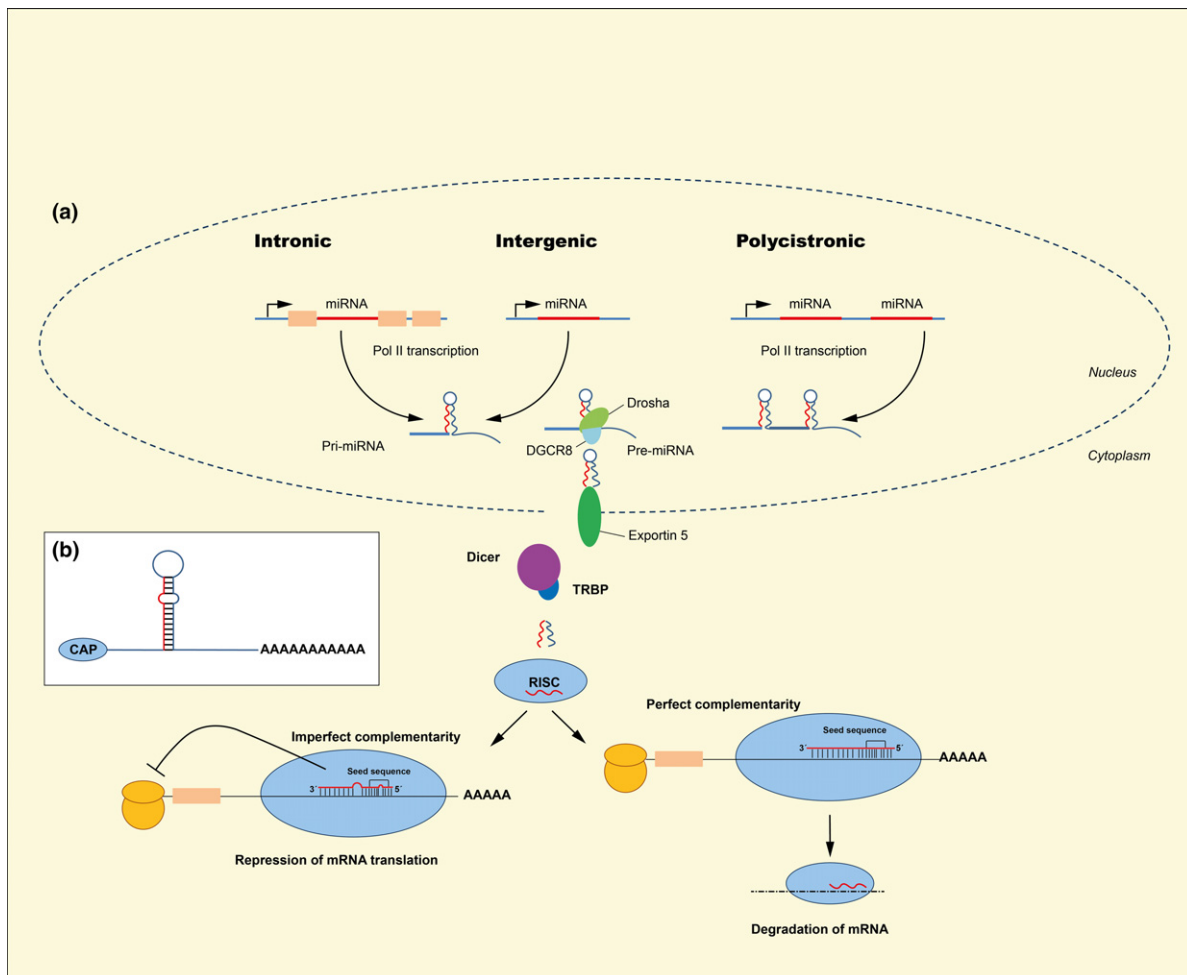 (a)
Intronic
Intergenic
Polycistronic
miRNA
miRNA
miRNA
miRNA
Pol II transcription
Pol II transcription
Nucleus
Drosha
Pri-miRNA
DGCR8
Pre-miRNA
Cytoplasm
Exportin 5
(b)
Dicer
TRBP
CAP
AAAAAAAAAAA
RISC
Perfect complementarity
Imperfect complementarity
Seed sequence
3´
5´
AAAAA
Seed sequence
3´
5´
AAAAA
Repression of mRNA translation
Degradation of mRNA